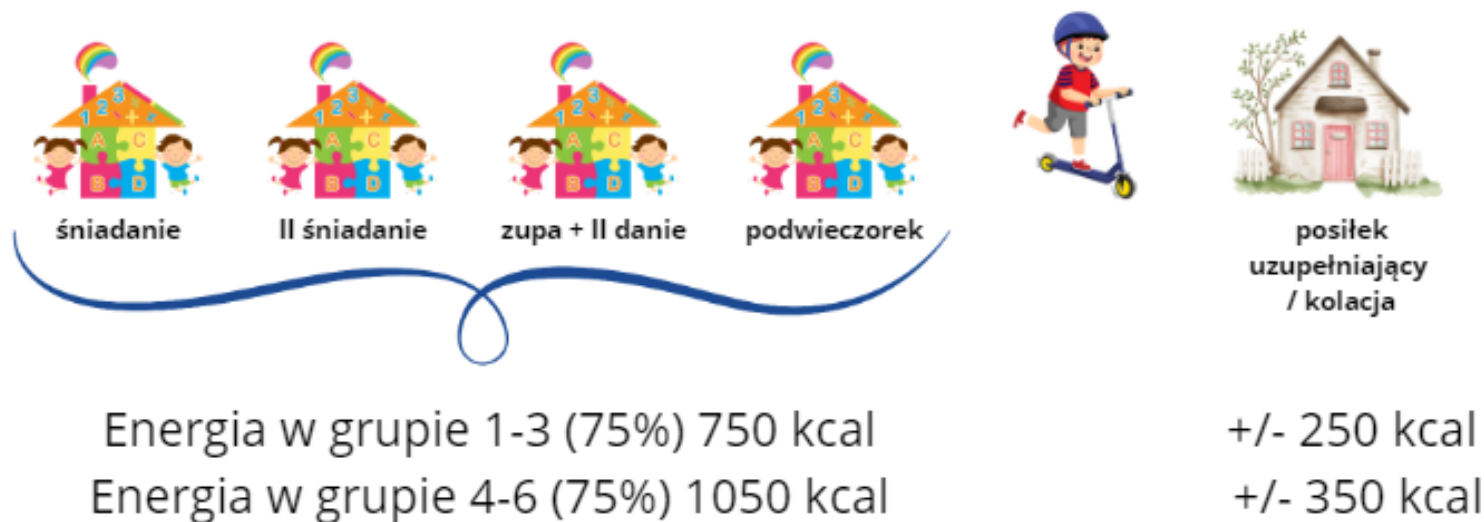 śniadanie
II śniadanie
zupa + II danie
podwieczorek
posiłek
uzupełniający
/ kolacja
Energia w grupie 1-3 (75%) 750 kcal
+/- 250 kcal
Energia w grupie 4-6 (75%) 1050 kcal
+/- 350 kcal